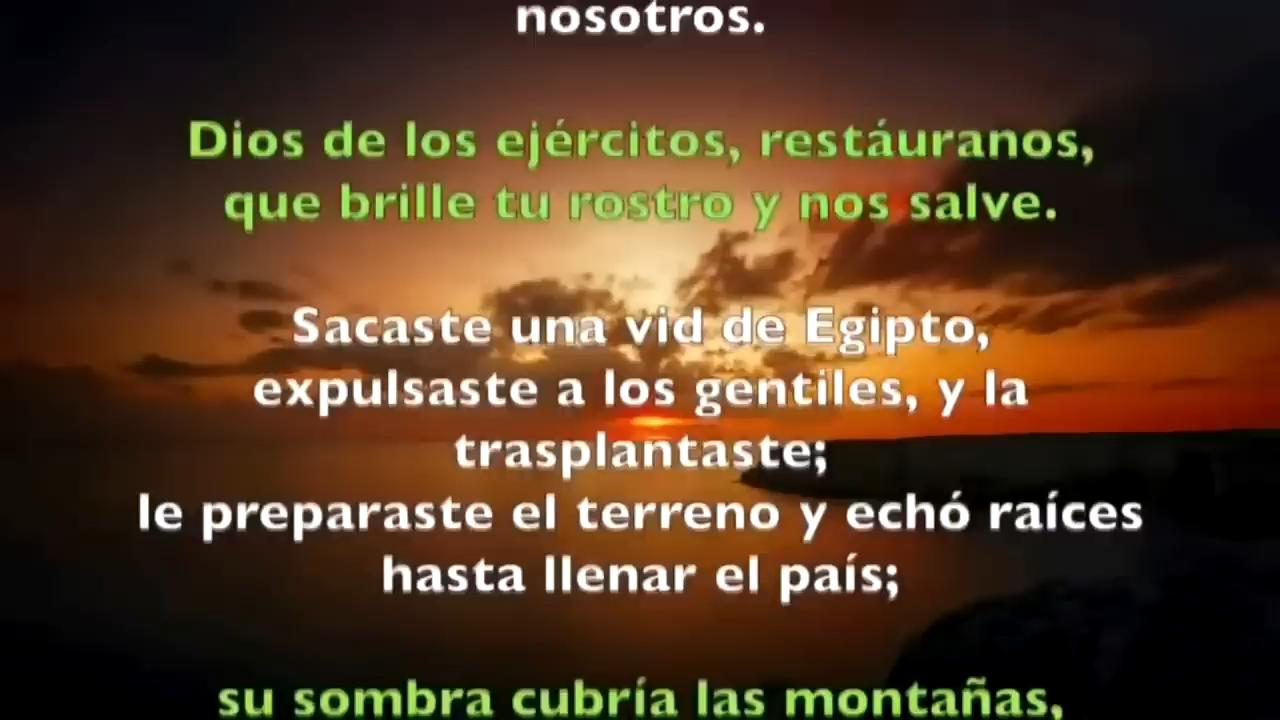 nosotros.
Dios de los ejércitos, restáuranos,
que brille tu rostro y nos salve.
Sacaste una vid de Egipto,
expulsaste a los gentiles, y la
trasplantaste;
le preparaste el terreno y echó raíces
hasta llenar el país;
su sombra cubría las montañas,